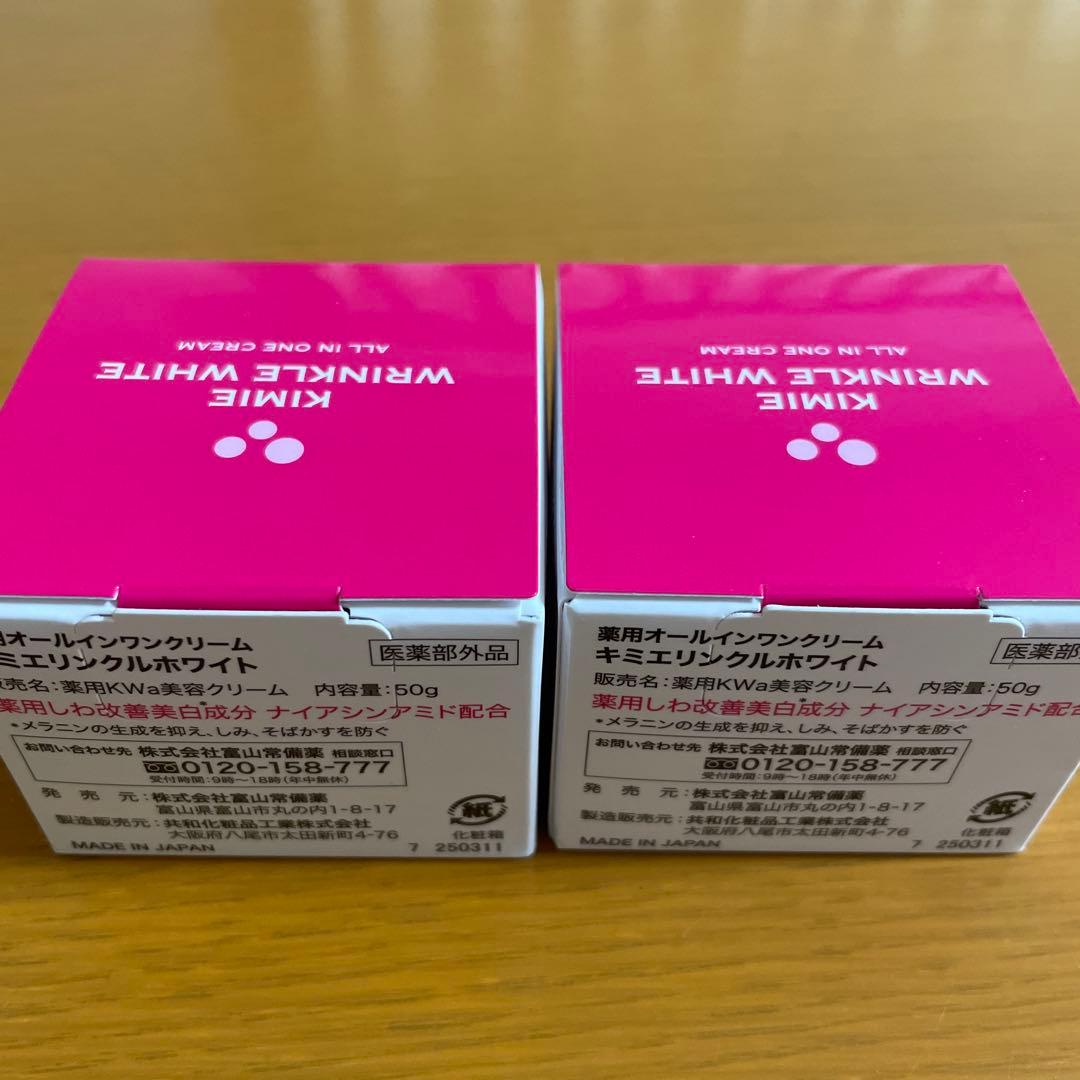 KIMIE
WRINKLE WHITE
ALL IN ONE CREAM
用オールインワンクリーム
ミエリンクルホワイト
医薬部外品
売名:薬用KWa美容クリーム 内容量:50g
薬用しわ改善美白成分* ナイアシンアミド配合
*メラニンの生成を抑え、しみ、そばかすを防ぐ
お問い合わせ先 株式会社富山常備薬 相談窓口
0120-158-777
受付時間:9時〜18時(年中無休)
発売元:株式会社富山常備薬
富山県富山市丸の内1-8-17
製造販売元:共和化粧品工業株式会社
大阪府八尾市太田新町4-76
MADE IN JAPAN
紙
化粧箱
7 250311
KIMIE
WRINKLE WHITE
ALL IN ONE CREAM
薬用オールインワンクリーム
キミエリンクルホワイト
医薬部
販売名:薬用KWa美容クリーム 内容量:50g
薬用しわ改善美白成分* ナイアシンアミド配合
*メラニンの生成を抑え、しみ、そばかすを防ぐ
お問い合わせ先 株式会社富山常備薬 相談窓口
0120-158-777
受付時間:9時〜18時(年中無休)
発売元:株式会社富山常備薬
富山県富山市丸の内1-8-17
製造販売元:共和化粧品工業株式会社
大阪府八尾市太田新町4-76
MADE IN JAPAN
紙
化粧箱
7 250311